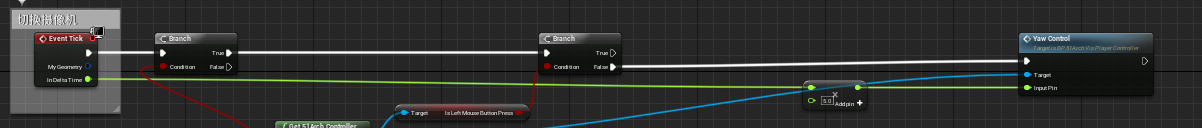 切换摄像机
Event Tick
My Geometry
In Delta Time
Branch
True
Condition
False
Branch
True
Condition
False
Target
Is Left Mouse Button Press
Get 51Arch Controller
5.0
Add pin +
Yaw Control
Target is BP 51Arch Vis Player Controller
Target
Input Pin